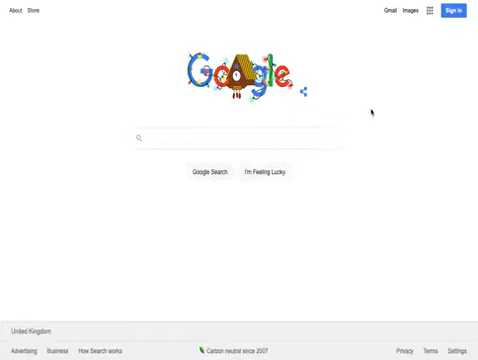 About Store Gmail Images Sign in
Google
Google Search I'm Feeling Lucky
United Kingdom
Advertising Business How Search works Carbon neutral since 2007 Privacy Terms Settings